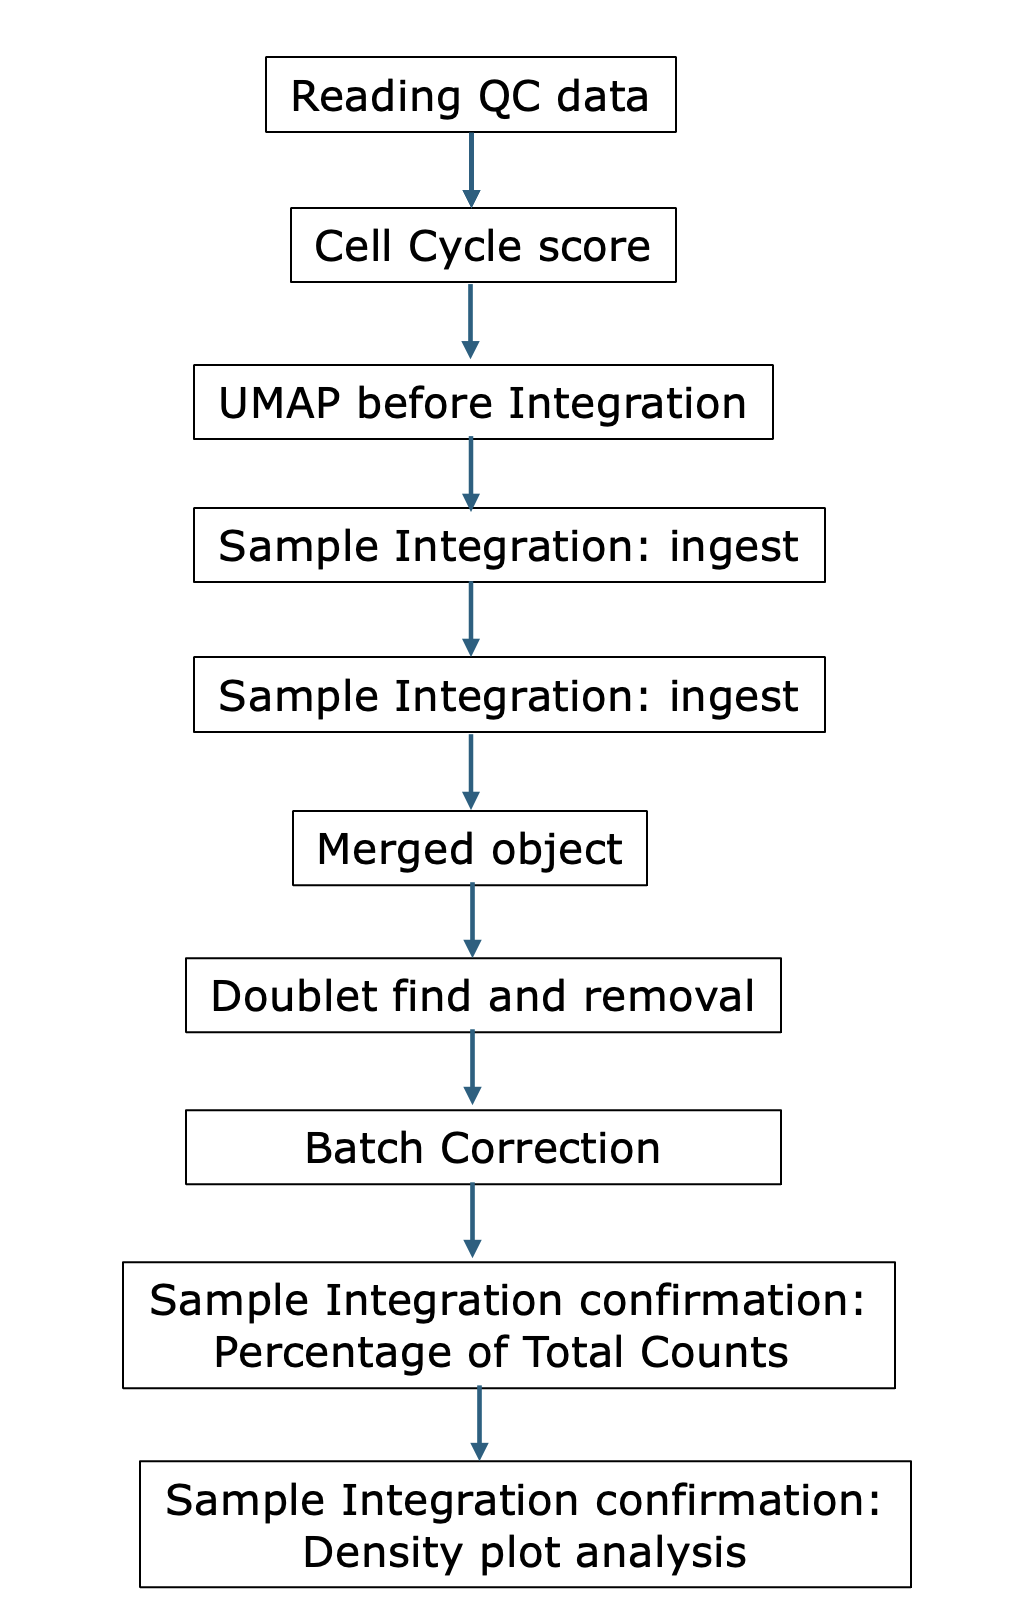 Reading QC data
Cell Cycle score
UMAP before Integration
Sample Integration: ingest
Sample Integration: ingest
Merged object
Doublet find and removal
Batch Correction
Sample Integration confirmation:
Percentage of Total Counts
Sample Integration confirmation:
Density plot analysis